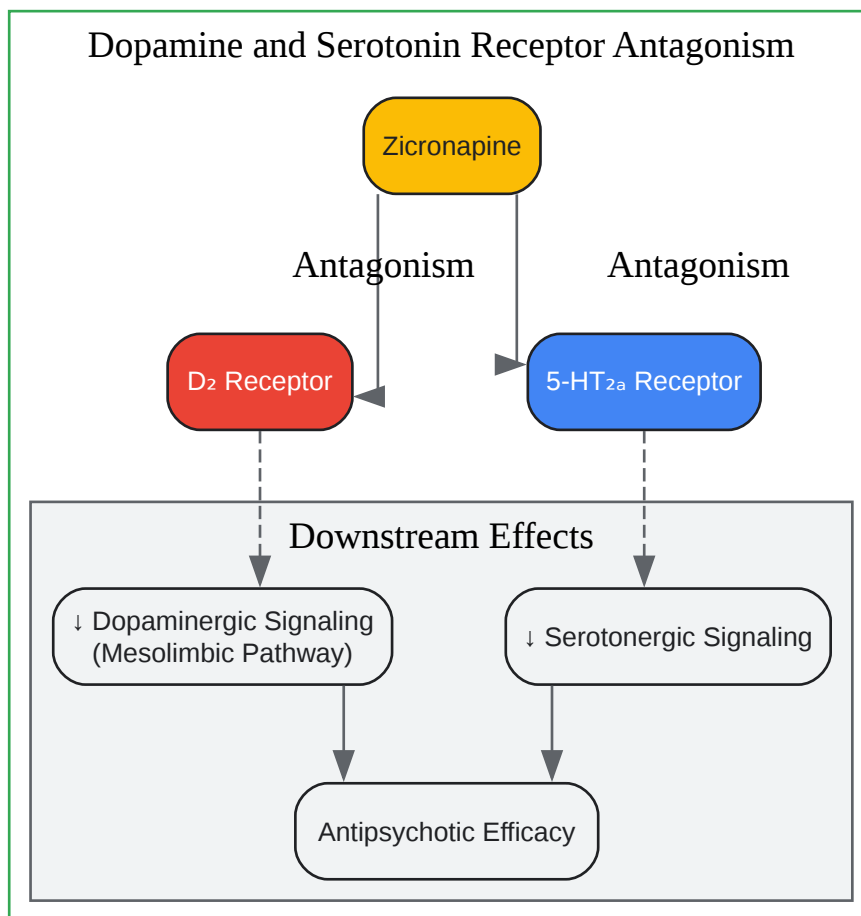 Dopamine and Serotonin Receptor Antagonism
Zicronapine
Antagonism
Antagonism
D₂ Receptor
5-HT₂ₐ Receptor
Downstream Effects
↓ Dopaminergic Signaling
(Mesolimbic Pathway)
↓ Serotonergic Signaling
Antipsychotic Efficacy